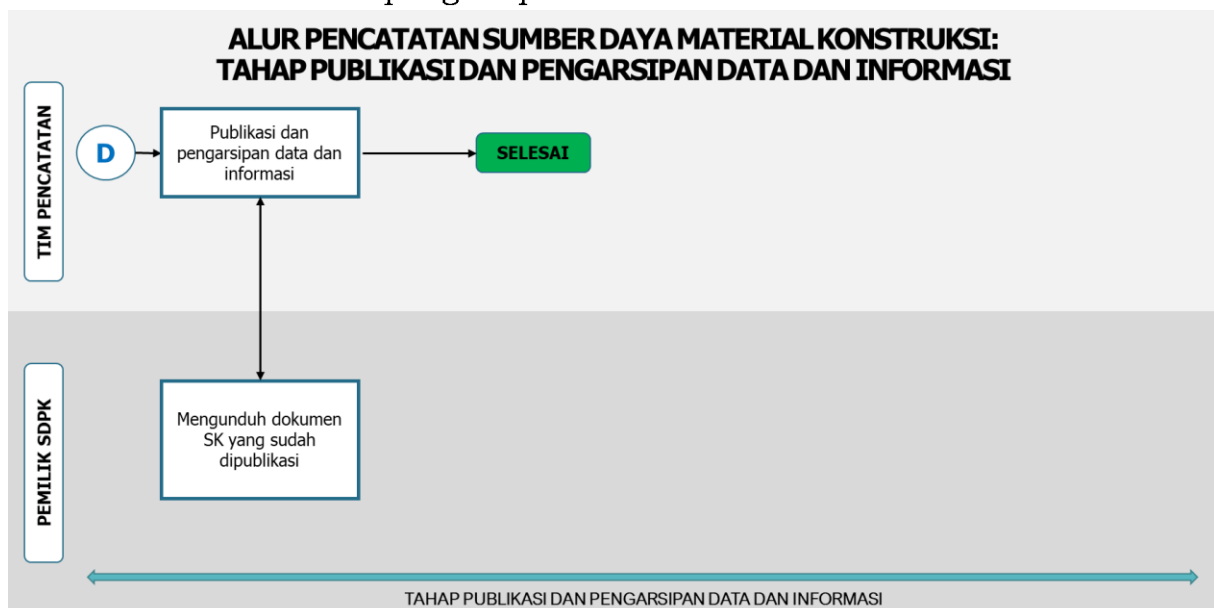 ALUR PENCATATAN SUMBER DAYA MATERIAL KONSTRUKSI:
TAHAP PUBLIKASI DAN PENGARSIPAN DATA DAN INFORMASI
TIM PENCATATAN
D
Publikasi dan
pengarsipan data dan
informasi
SELESAI
PEMILIK SDPK
Mengunduh dokumen
SK yang sudah
dipublikasi
TAHAP PUBLIKASI DAN PENGARSIPAN DATA DAN INFORMASI